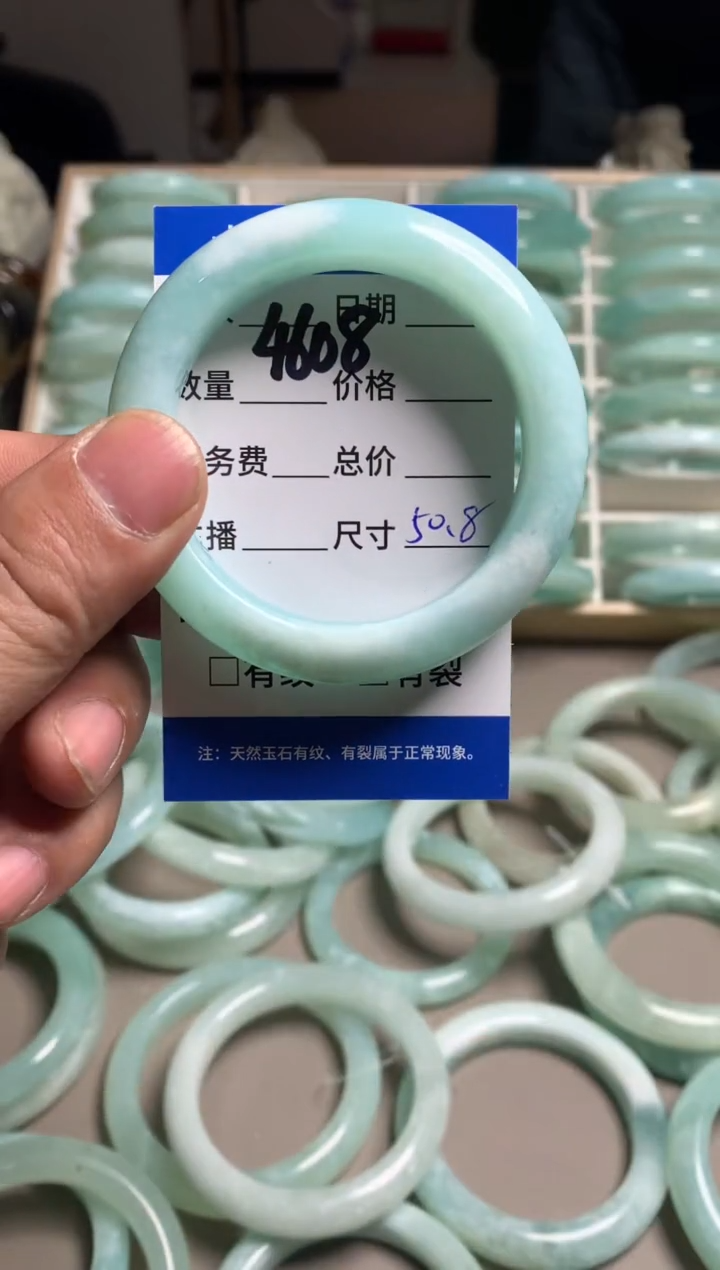 日期
4608
数量 价格
务费 总价
播 尺寸 50.8
□有纹 □有裂
注：天然玉石有纹、有裂属于正常现象。